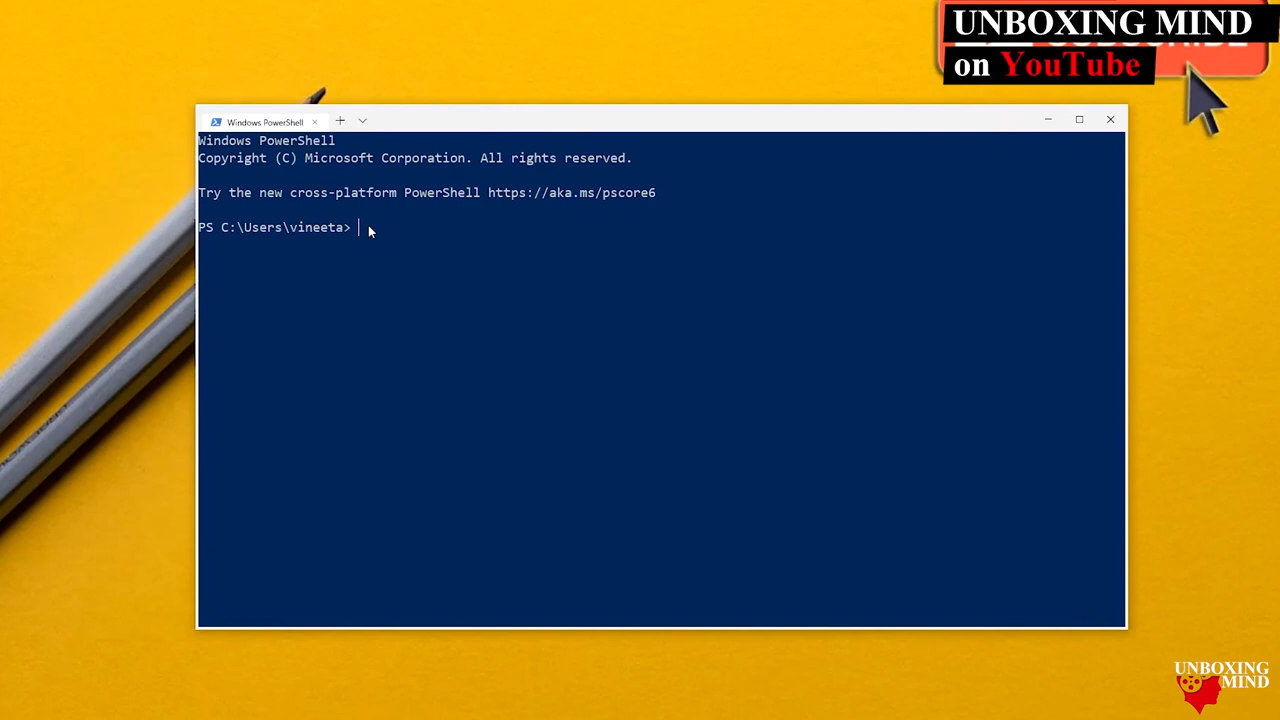 UNBOXING MIND
on YouTube
Windows PowerShell
Windows PowerShell
Copyright (C) Microsoft Corporation. All rights reserved.
Try the new cross-platform PowerShell https://aka.ms/pscore6
PS C:\Users\vineeta>
UNBOXING
MIND